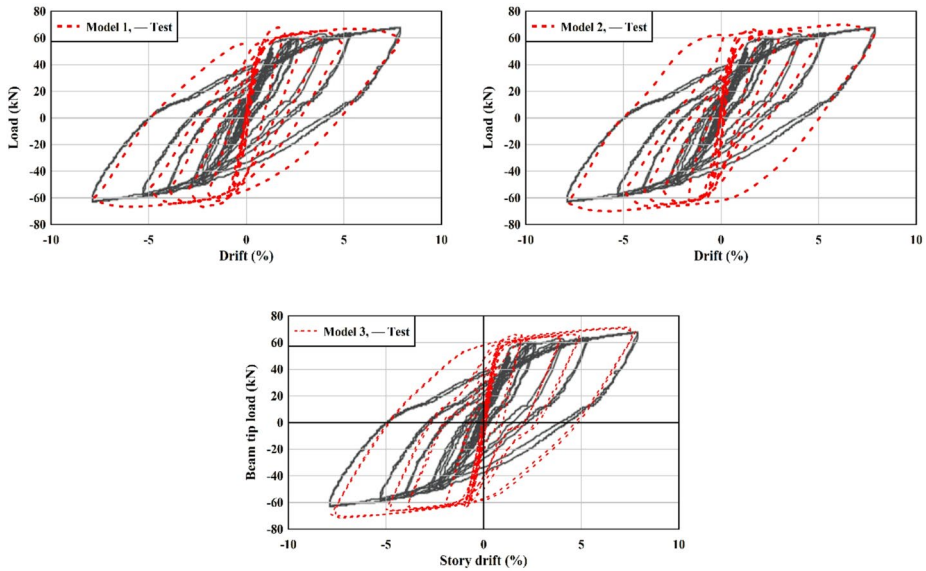 80
60
40
20
0
-20
-40
-60
-80
Load (kN)
Model 1, — Test
-10 -5 0 5 10
Drift (%)
80
60
40
20
0
-20
-40
-60
-80
Load (kN)
Model 2, — Test
-10 -5 0 5 10
Drift (%)
80
60
40
20
0
-20
-40
-60
-80
Beam tip load (kN)
Model 3, — Test
-10 -5 0 5 10
Story drift (%)